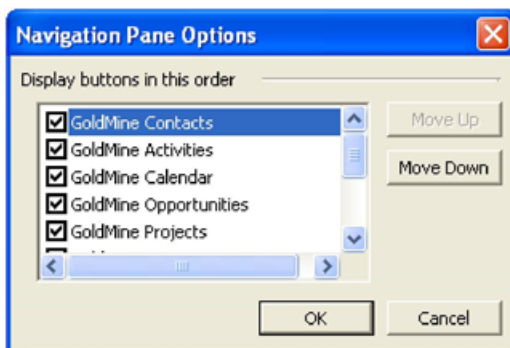 Navigation Pane Options
Display buttons in this order
GoldMine Contacts
GoldMine Activities
GoldMine Calendar
GoldMine Opportunities
GoldMine Projects
Move Up
Move Down
OK
Cancel